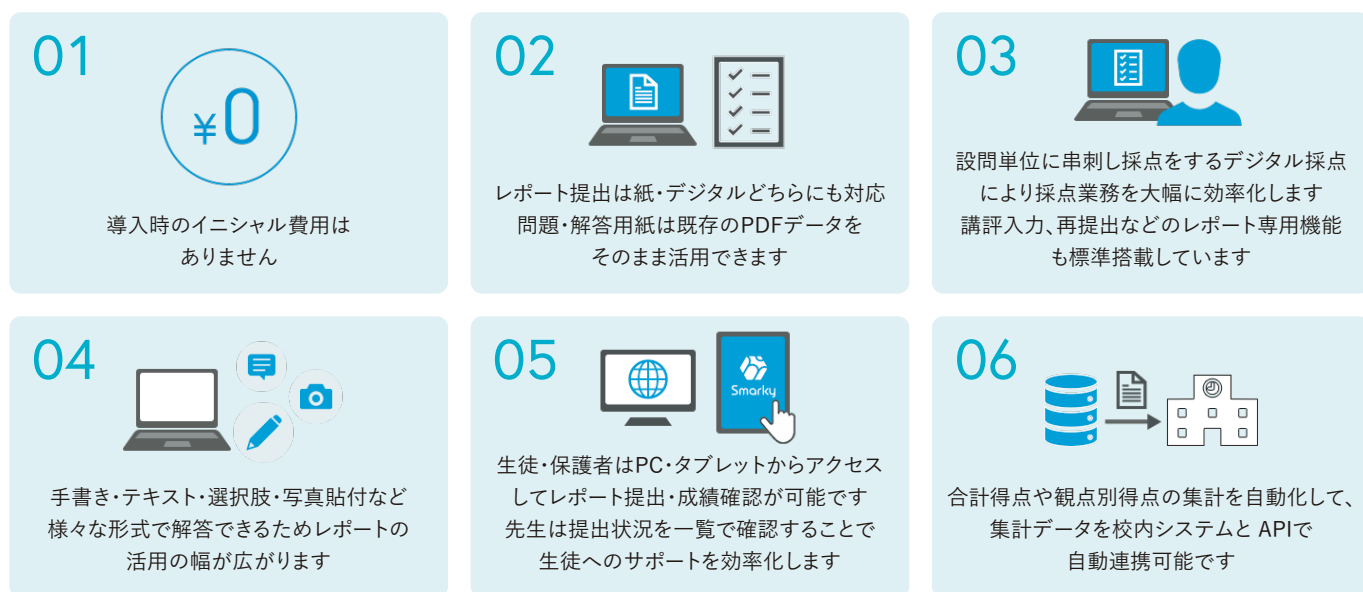 01
¥0
導入時のイニシャル費用は
ありません
02
レポート提出は紙・デジタルどちらにも対応
問題・解答用紙は既存のPDFデータを
そのまま活用できます
03
設問単位に串刺し採点をするデジタル採点
により採点業務を大幅に効率化します
講評入力、再提出などのレポート専用機能
も標準搭載しています
04
手書き・テキスト・選択肢・写真貼付など
様々な形式で解答できるためレポートの
活用の幅が広がります
05
Smarky
生徒・保護者はPC・タブレットからアクセス
してレポート提出・成績確認が可能です
先生は提出状況を一覧で確認することで
生徒へのサポートを効率化します
06
合計得点や観点別得点の集計を自動化して、
集計データを校内システムと APIで
自動連携可能です